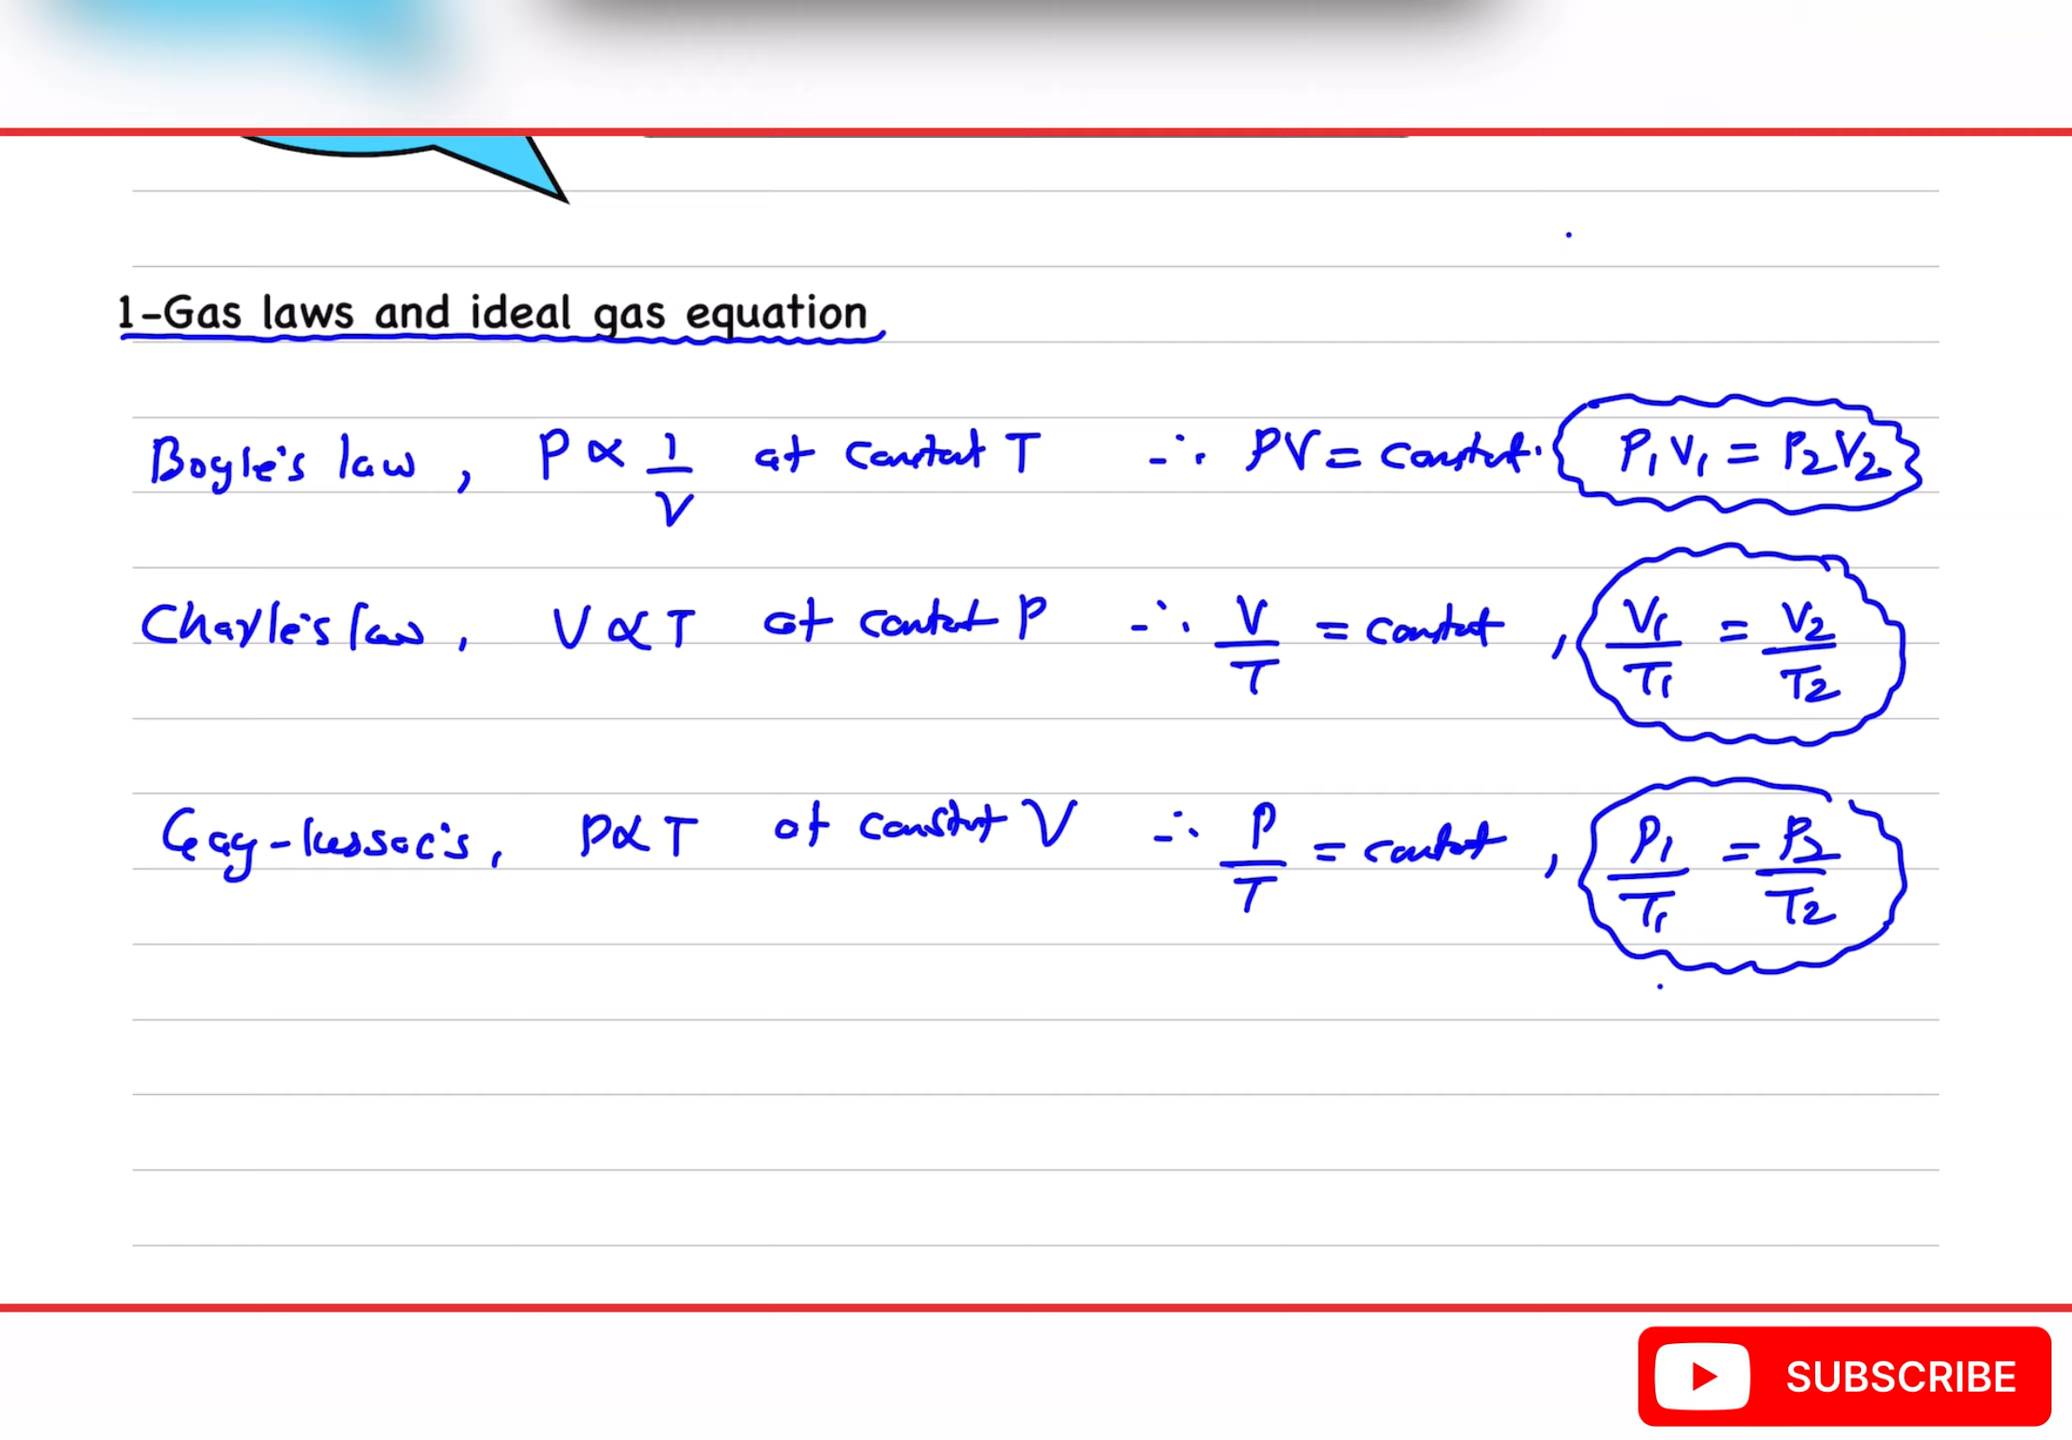 1-Gas laws and ideal gas equation
Boyle's law, P ∝ 1/V at constant T ∴ PV = constant. P₁V₁ = P₂V₂
Charle's law, V ∝ T at constant P ∴ V/T = constant, V₁/T₁ = V₂/T₂
Gay-lussac's, P ∝ T at constant V ∴ P/T = constant, P₁/T₁ = P₂/T₂
SUBSCRIBE